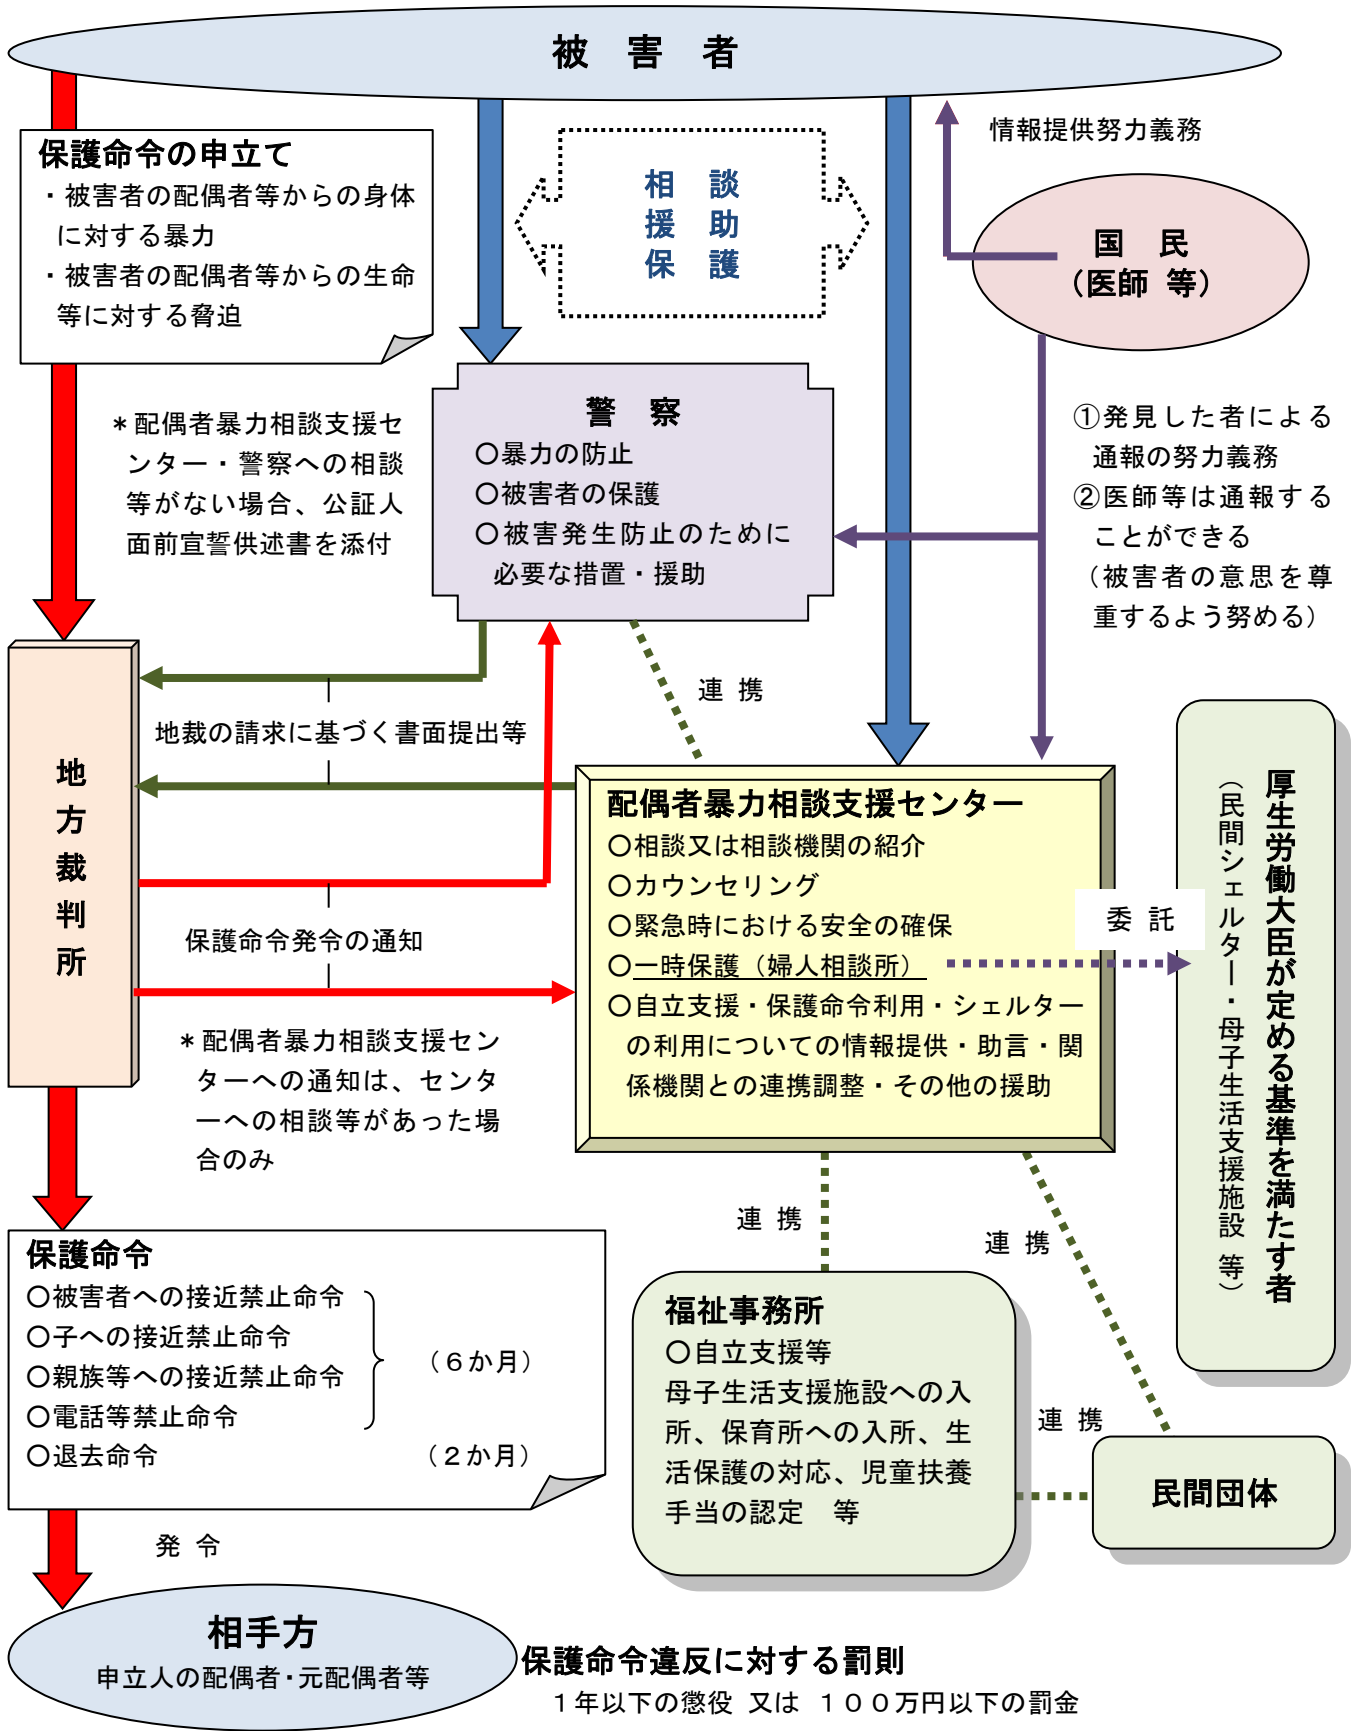 被　害　者
保護命令の申立て
・被害者の配偶者等からの身体
に対する暴力
・被害者の配偶者等からの生命
等に対する脅迫
相　談
援　助
保　護
情報提供努力義務
国　民
（医師 等）
＊配偶者暴力相談支援セ
ンター・警察への相談
等がない場合、公証人
面前宣誓供述書を添付
警　察
○暴力の防止
○被害者の保護
○被害発生防止のために
必要な措置・援助
①発見した者による
通報の努力義務
②医師等は通報する
ことができる
（被害者の意思を尊
重するよう努める）
連 携
地裁の請求に基づく書面提出等
地方裁判所
保護命令発令の通知
＊配偶者暴力相談支援セン
ターへの通知は、センタ
ーへの相談等があった場
合のみ
配偶者暴力相談支援センター
○相談又は相談機関の紹介
○カウンセリング
○緊急時における安全の確保
○一時保護（婦人相談所）
○自立支援・保護命令利用・シェルター
の利用についての情報提供・助言・関
係機関との連携調整・その他の援助
委 託
厚生労働大臣が定める基準を満たす者
（民間シェルター・母子生活支援施設 等）
連 携
連 携
保護命令
○被害者への接近禁止命令
○子への接近禁止命令
○親族等への接近禁止命令
○電話等禁止命令
（６か月）
○退去命令
（２か月）
福祉事務所
○自立支援等
母子生活支援施設への入
所、保育所への入所、生
活保護の対応、児童扶養
手当の認定　等
連 携
民間団体
発 令
相手方
申立人の配偶者・元配偶者等
保護命令違反に対する罰則
１年以下の懲役 又は １００万円以下の罰金